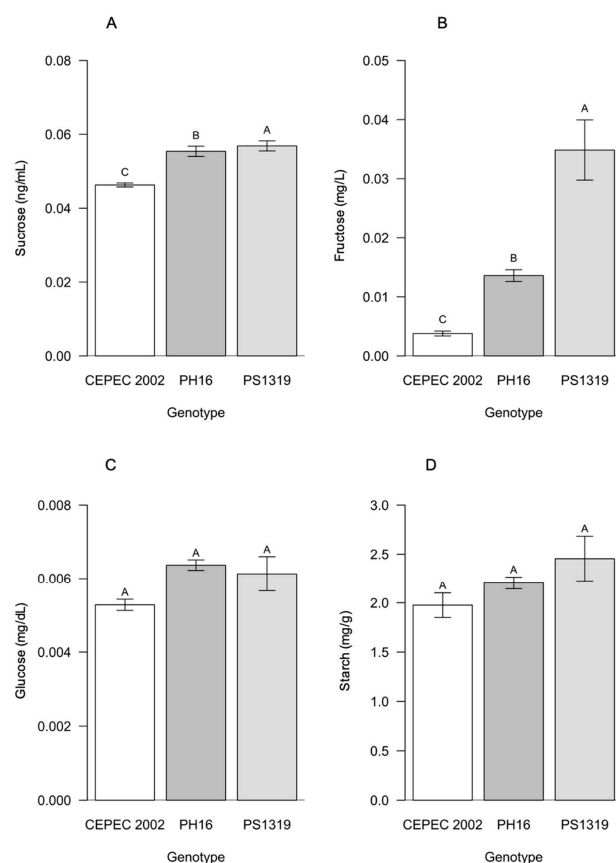 A
Sucrose (ng/mL)
0.08
0.06
0.04
0.02
0.00
C
B
A
CEPEC 2002 PH16 PS1319
Genotype
B
Fructose (mg/L)
0.05
0.04
0.03
0.02
0.01
0.00
C
B
A
CEPEC 2002 PH16 PS1319
Genotype
C
Glucose (mg/dL)
0.008
0.006
0.004
0.002
0.000
A
A
A
CEPEC 2002 PH16 PS1319
Genotype
D
Starch (mg/g)
3.0
2.5
2.0
1.5
1.0
0.5
0.0
A
A
A
CEPEC 2002 PH16 PS1319
Genotype